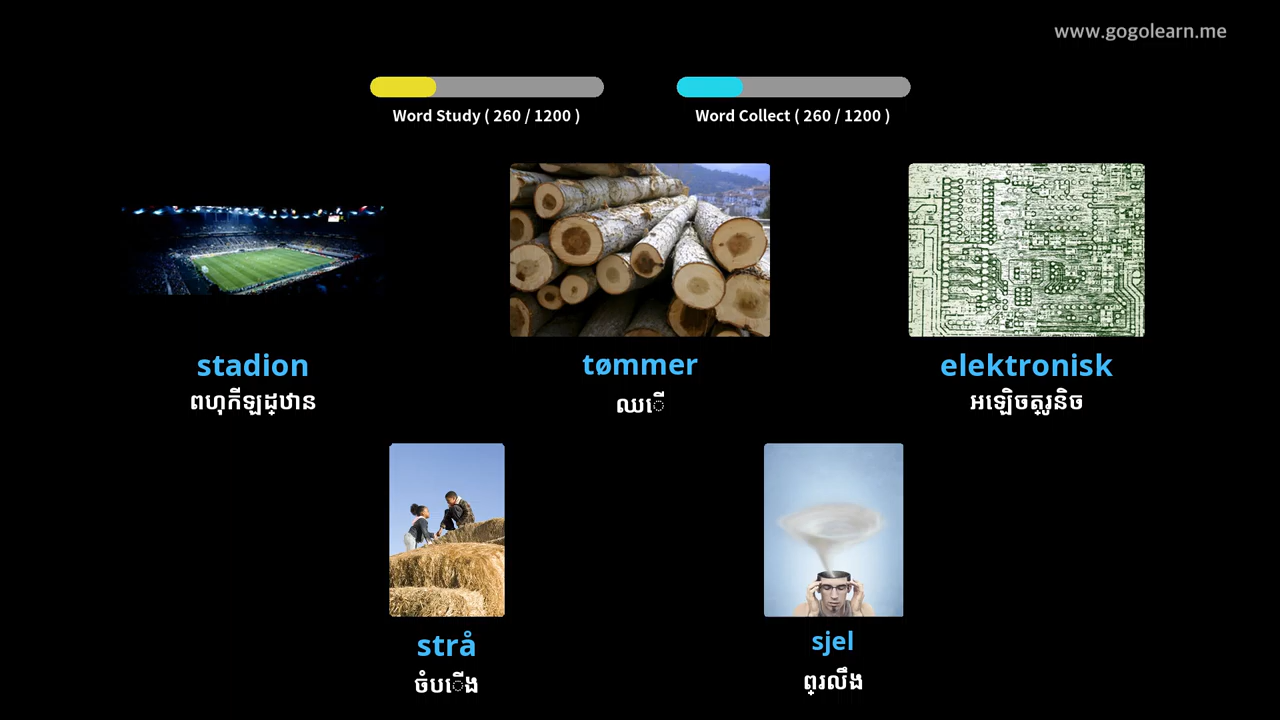 www.gogolearn.me
Word Study ( 260 / 1200 )
Word Collect ( 260 / 1200 )
stadion
ពហុកីឡដ្ឋាន
tømmer
ឈើ
elektronisk
អេឡិចត្រូនិច
strå
ចំបើង
sjel
ព្រលឹង